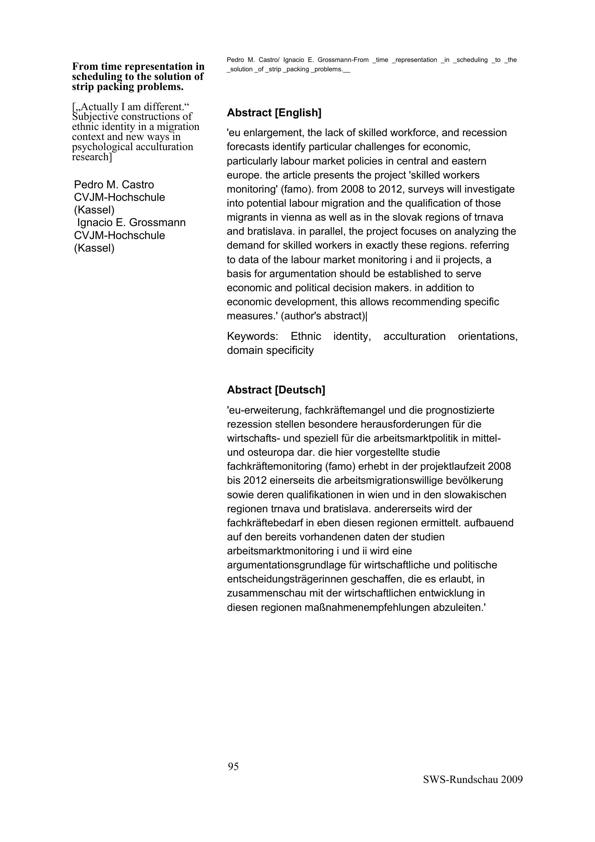 From time representation in
scheduling to the solution of
strip packing problems.
[„Actually I am different.“
Subjective constructions of
ethnic identity in a migration
context and new ways in
psychological acculturation
research]
Pedro M. Castro
CVJM-Hochschule
(Kassel)
Ignacio E. Grossmann
CVJM-Hochschule
(Kassel)
Pedro M. Castro/ Ignacio E. Grossmann-From _time _representation _in _scheduling _to _the
_solution _of _strip _packing _problems.__
Abstract [English]
'eu enlargement, the lack of skilled workforce, and recession
forecasts identify particular challenges for economic,
particularly labour market policies in central and eastern
europe. the article presents the project 'skilled workers
monitoring' (famo). from 2008 to 2012, surveys will investigate
into potential labour migration and the qualification of those
migrants in vienna as well as in the slovak regions of trnava
and bratislava. in parallel, the project focuses on analyzing the
demand for skilled workers in exactly these regions. referring
to data of the labour market monitoring i and ii projects, a
basis for argumentation should be established to serve
economic and political decision makers. in addition to
economic development, this allows recommending specific
measures.' (author's abstract)|
Keywords: Ethnic identity, acculturation orientations,
domain specificity
Abstract [Deutsch]
'eu-erweiterung, fachkräftemangel und die prognostizierte
rezession stellen besondere herausforderungen für die
wirtschafts- und speziell für die arbeitsmarktpolitik in mittel-
und osteuropa dar. die hier vorgestellte studie
fachkräftemonitoring (famo) erhebt in der projektlaufzeit 2008
bis 2012 einerseits die arbeitsmigrationswillige bevölkerung
sowie deren qualifikationen in wien und in den slowakischen
regionen trnava und bratislava. andererseits wird der
fachkräftebedarf in eben diesen regionen ermittelt. aufbauend
auf den bereits vorhandenen daten der studien
arbeitsmarktmonitoring i und ii wird eine
argumentationsgrundlage für wirtschaftliche und politische
entscheidungsträgerinnen geschaffen, die es erlaubt, in
zusammenschau mit der wirtschaftlichen entwicklung in
diesen regionen maßnahmenempfehlungen abzuleiten.'
95
SWS-Rundschau 2009